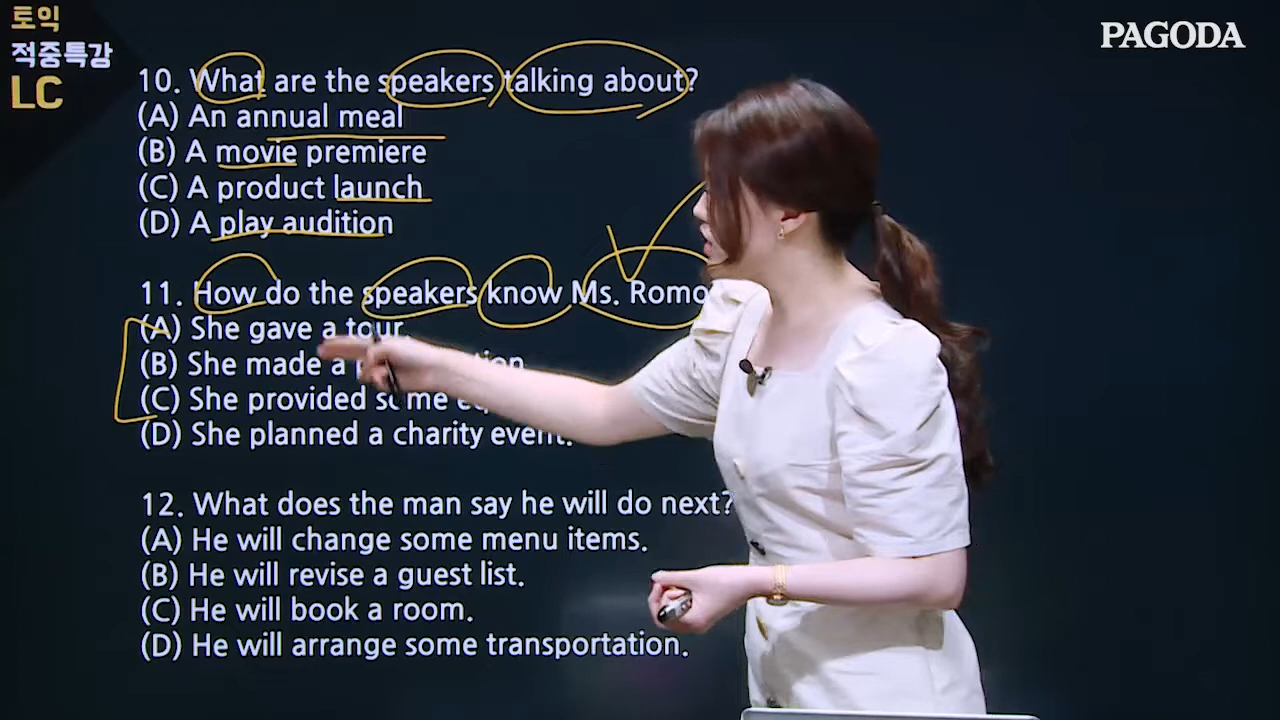 토익
적중특강
LC
PAGODA
10. What are the speakers talking about?
(A) An annual meal
(B) A movie premiere
(C) A product launch
(D) A play audition
11. How do the speakers know Ms.
(A) She gave a tour.
(B) She made a
(C) She provided some
(D) She planned a charity event.
12. What does the man say he will do next?
(A) He will change some menu items.
(B) He will revise a guest list.
(C) He will book a room.
(D) He will arrange some transportation.